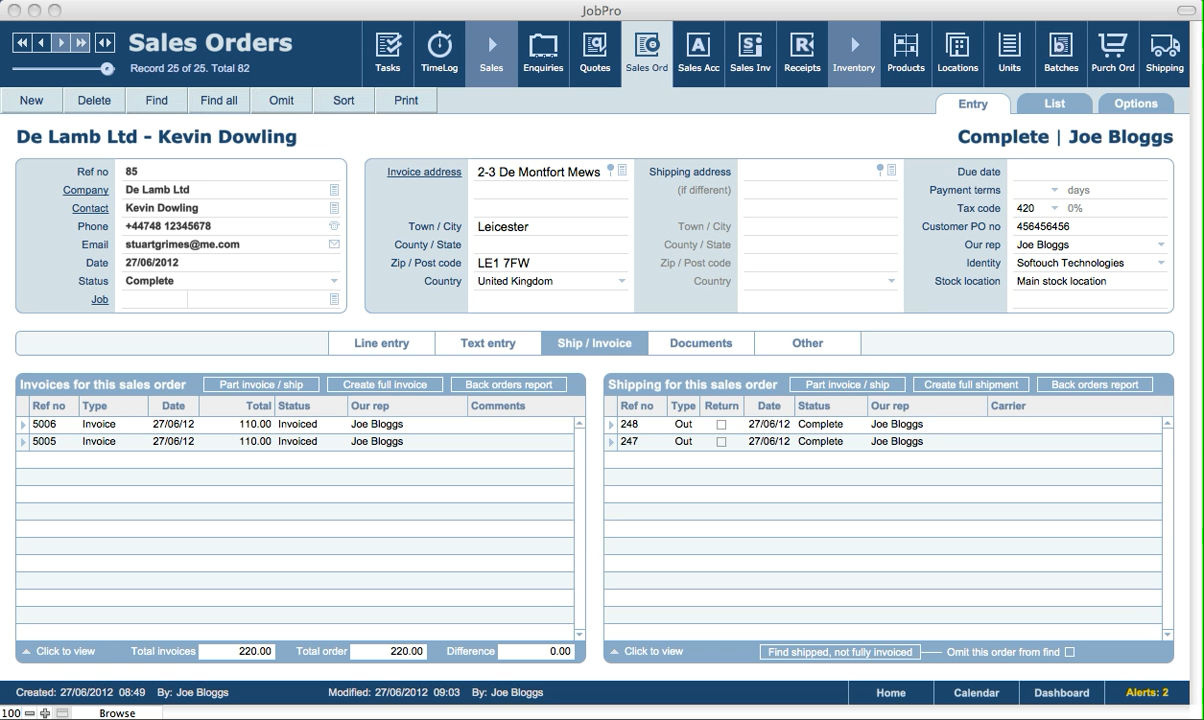 JobPro
Sales Orders
Record 25 of 25. Total 82
Tasks TimeLog Sales Enquiries Quotes Sales Ord Sales Acc Sales Inv Receipts Inventory Products Locations Units Batches Purch Ord Shipping
New Delete Find Find all Omit Sort Print
Entry List Options
De Lamb Ltd - Kevin Dowling
Complete | Joe Bloggs
Ref no 85
Company De Lamb Ltd
Contact Kevin Dowling
Phone +44748 12345678
Email stuartgrimes@me.com
Date 27/06/2012
Status Complete
Job
Invoice address 2-3 De Montfort Mews
Town / City Leicester
County / State
Zip / Post code LE1 7FW
Country United Kingdom
Shipping address
(if different)
Town / City
County / State
Zip / Post code
Country
Due date
Payment terms days
Tax code 420 0%
Customer PO no 456456456
Our rep Joe Bloggs
Identity Softouch Technologies
Stock location Main stock location
Line entry Text entry Ship / Invoice Documents Other
Invoices for this sales order Part invoice / ship Create full invoice Back orders report
Ref no Type Date Total Status Our rep Comments
5006 Invoice 27/06/12 110.00 Invoiced Joe Bloggs
5005 Invoice 27/06/12 110.00 Invoiced Joe Bloggs
Click to view Total invoices 220.00 Total order 220.00 Difference 0.00
Shipping for this sales order Part invoice / ship Create full shipment Back orders report
Ref no Type Return Date Status Our rep Carrier
248 Out 27/06/12 Complete Joe Bloggs
247 Out 27/06/12 Complete Joe Bloggs
Click to view Find shipped, not fully invoiced Omit this order from find
Created: 27/06/2012 08:49 By: Joe Bloggs Modified: 27/06/2012 09:03 By: Joe Bloggs Home Calendar Dashboard Alerts: 2
100 Browse